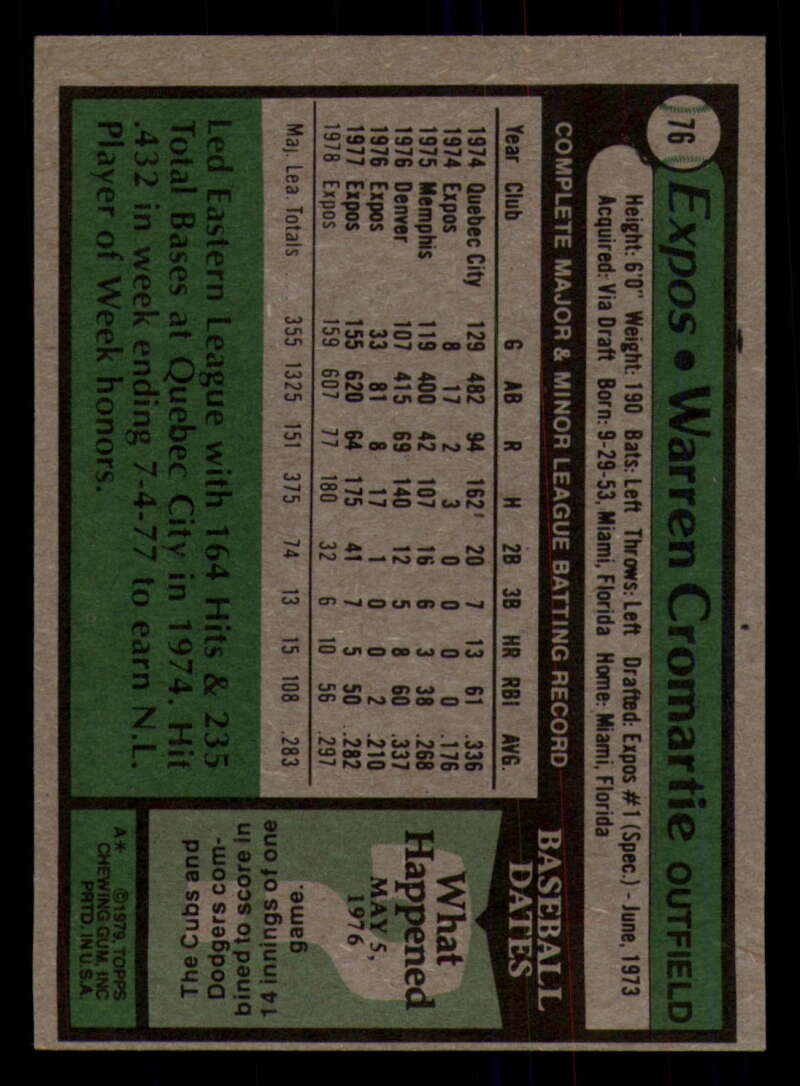 76 Expos • Warren Cromartie OUTFIELD
Height: 6'0" Weight: 190 Bats: Left Throws: Left Drafted: Expos #1 (Spec.) - June, 1973
Acquired: Via Draft Born: 9-29-53, Miami, Florida Home: Miami, Florida
COMPLETE MAJOR & MINOR LEAGUE BATTING RECORD
Year Club G AB R H 2B 3B HR RBI AVG.
1974 Quebec City 129 482 94 162 20 7 13 61 .336
1974 Expos 8 17 2 3 0 0 0 0 .176
1975 Memphis 119 400 42 107 16 6 3 38 .268
1976 Denver 107 415 69 140 12 5 8 60 .337
1976 Expos 33 81 8 17 1 0 0 2 .210
1977 Expos 155 620 64 175 41 7 5 50 .282
1978 Expos 159 607 77 180 32 6 10 56 .297
Maj. Lea. Totals 355 1325 151 375 74 13 15 108 .283
Led Eastern League with 164 Hits & 235
Total Bases at Quebec City in 1974. Hit
.432 in week ending 7-4-77 to earn N.L.
Player of Week honors.
BASEBALL
DATES
What
Happened
MAY 5,
1976
The Cubs and
Dodgers com-
bined to score in
14 innings of one
game.
A* ©1979, TOPPS
CHEWING GUM, INC
PRTD. IN U.S.A.